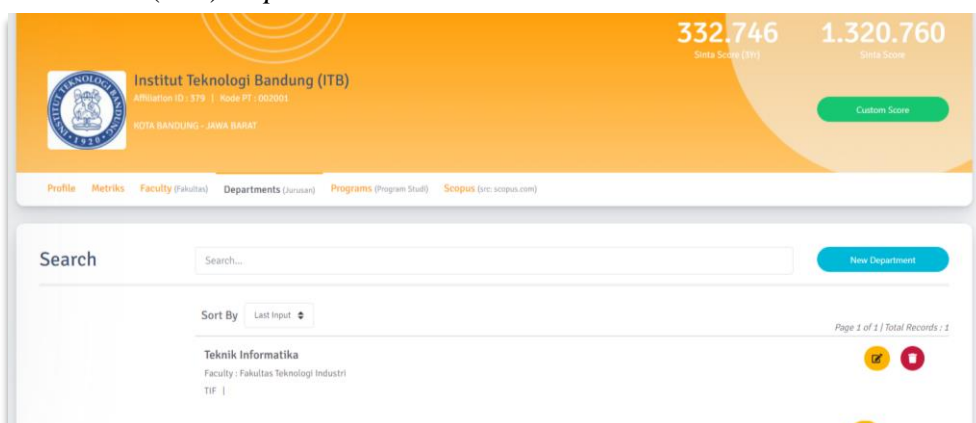 332.746 1.320.760
Sinta Score (3Yr) Sinta Score
Institut Teknologi Bandung (ITB)
Affiliation ID : 379 | Kode PT : 002001
KOTA BANDUNG - JAWA BARAT
Custom Score
Profile Metriks Faculty (Fakultas) Departments (Jurusan) Programs (Program Studi) Scopus (src: scopus.com)
Search Search... New Department
Sort By Last Input
Page 1 of 1 | Total Records : 1
Teknik Informatika
Faculty : Fakultas Teknologi Industri
TIF |